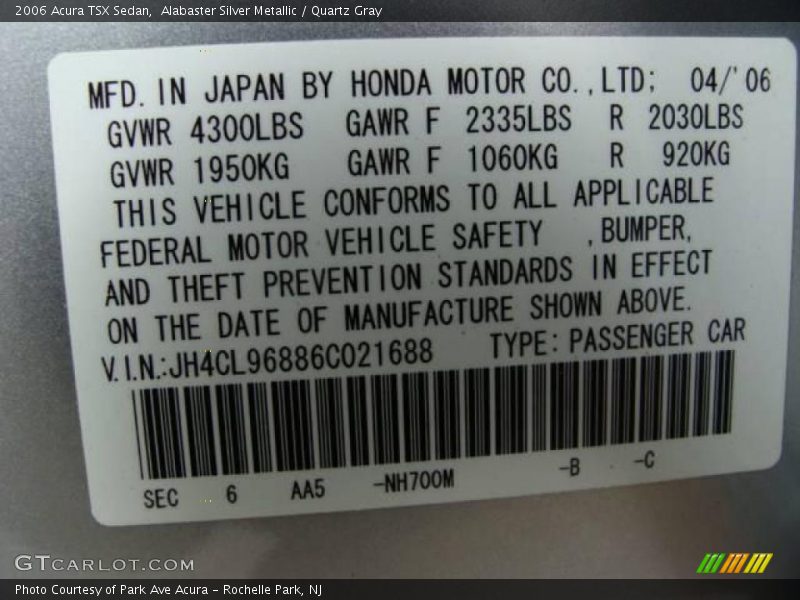 2006 Acura TSX Sedan,  Alabaster Silver Metallic / Quartz Gray
MFD. IN JAPAN BY HONDA MOTOR CO.,LTD; 04/'06
GVWR 4300LBS GAWR F 2335LBS R 2030LBS
GVWR 1950KG GAWR F 1060KG R 920KG
THIS VEHICLE CONFORMS TO ALL APPLICABLE
FEDERAL MOTOR VEHICLE SAFETY ,BUMPER,
AND THEFT PREVENTION STANDARDS IN EFFECT
ON THE DATE OF MANUFACTURE SHOWN ABOVE.
V.I.N.:JH4CL96886C021688 TYPE: PASSENGER CAR
SEC 6 AA5 -NH700M -B -C
GTCARLOT.COM
Photo Courtesy of Park Ave Acura - Rochelle Park, NJ